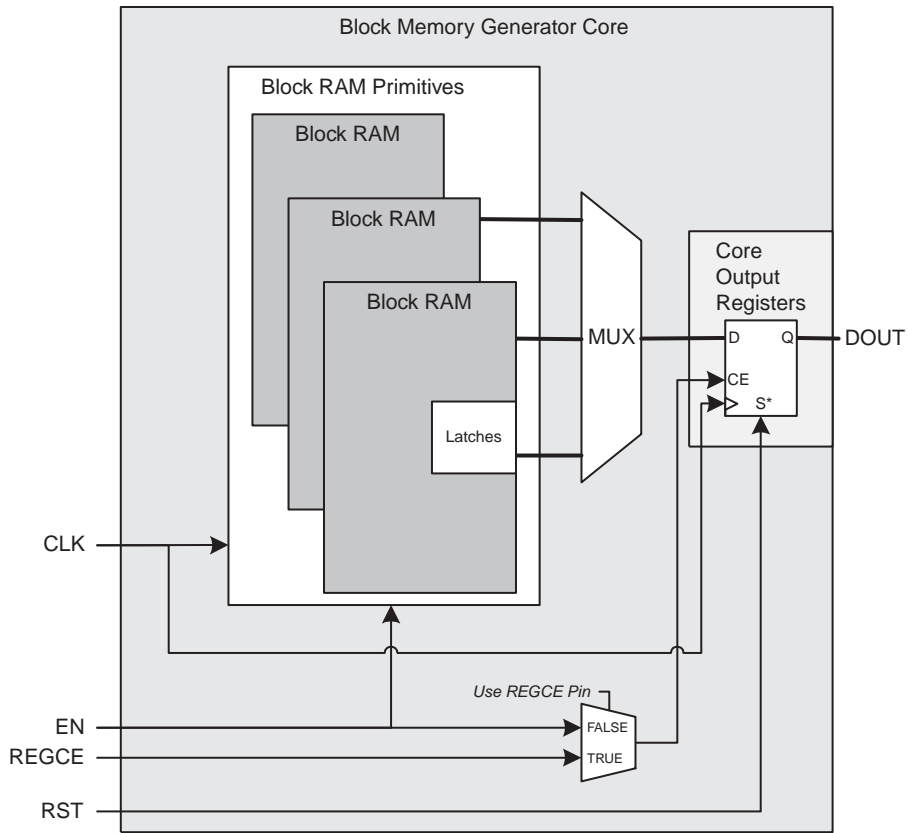 Block Memory Generator Core
Block RAM Primitives
Block RAM
Block RAM
Block RAM
Latches
MUX
Core
Output
Registers
D
Q
CE
S*
DOUT
CLK
Use REGCE Pin
EN
FALSE
REGCE
TRUE
RST